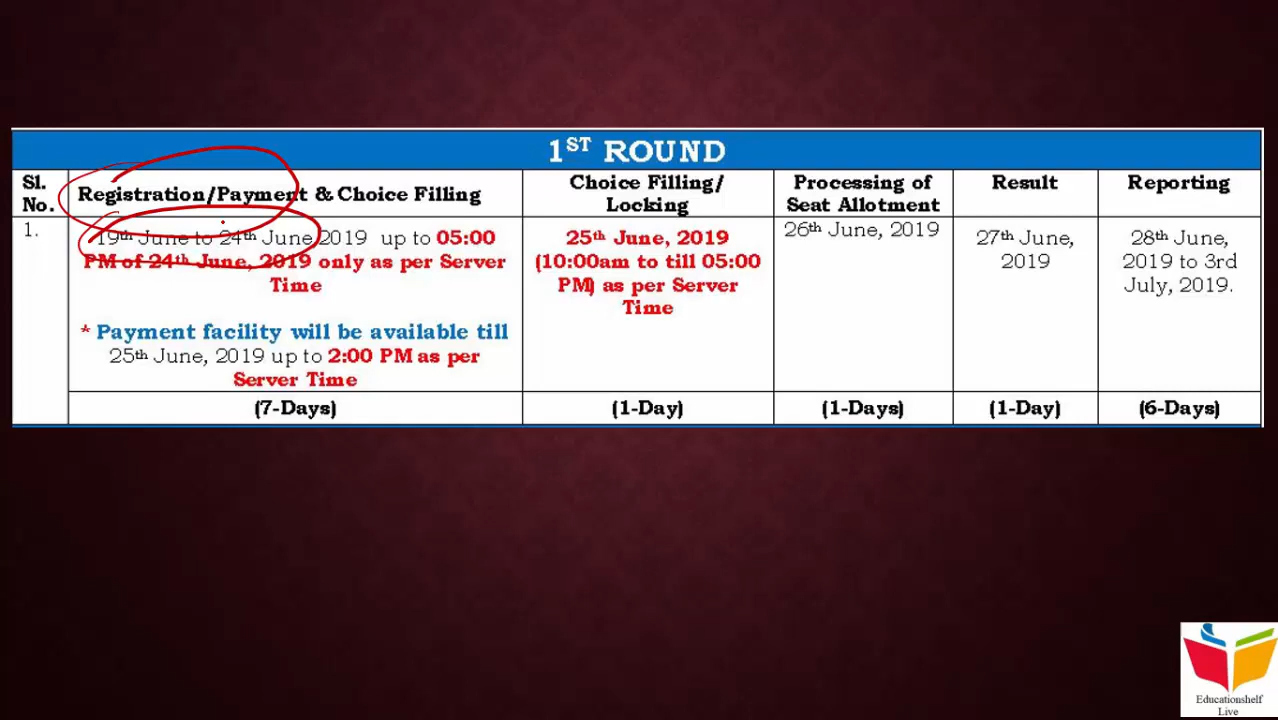 1ST ROUND
Sl. No.
Registration/Payment & Choice Filling
Choice Filling/ Locking
Processing of Seat Allotment
Result
Reporting
1.
19th June to 24th June 2019 up to 05:00
PM of 24th June, 2019 only as per Server
Time
* Payment facility will be available till
25th June, 2019 up to 2:00 PM as per
Server Time
25th June, 2019
(10:00am to till 05:00
PM) as per Server
Time
26th June, 2019
27th June,
2019
28th June,
2019 to 3rd
July, 2019.
(7-Days)
(1-Day)
(1-Days)
(1-Day)
(6-Days)
Educationshelf
Live